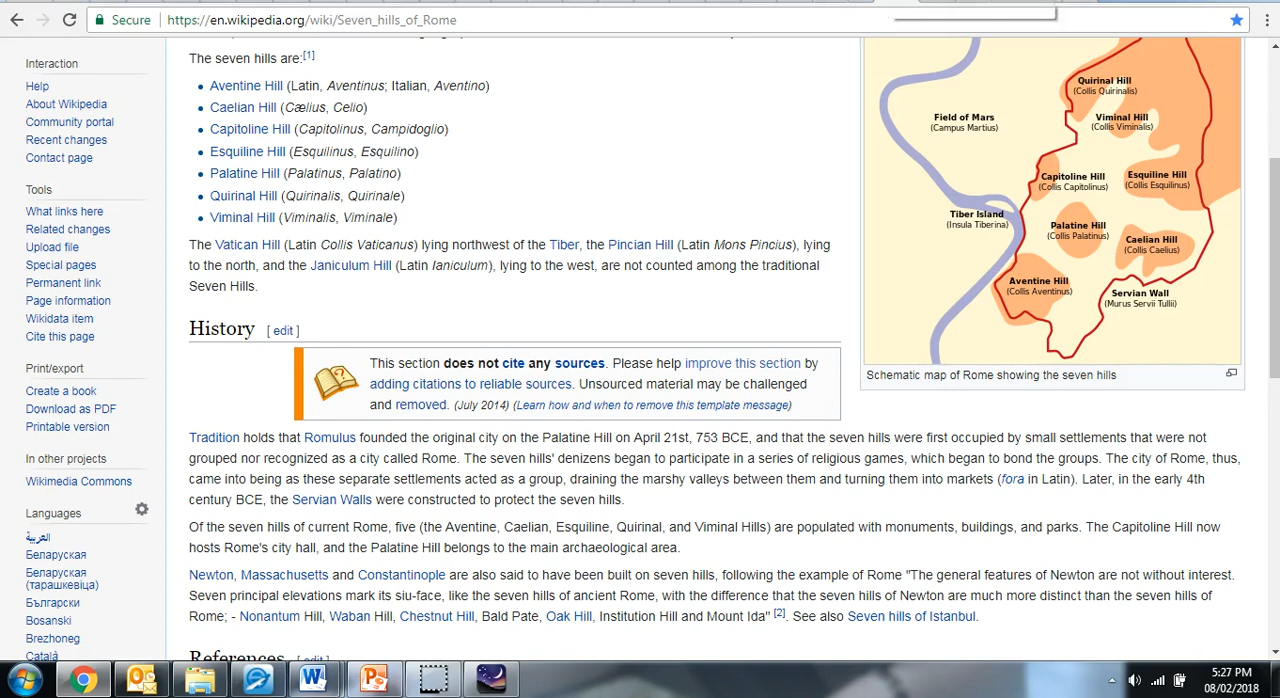 Secure https://en.wikipedia.org/wiki/Seven_hills_of_Rome
Interaction
Help
About Wikipedia
Community portal
Recent changes
Contact page
Tools
What links here
Related changes
Upload file
Special pages
Permanent link
Page information
Wikidata item
Cite this page
Print/export
Create a book
Download as PDF
Printable version
In other projects
Wikimedia Commons
Languages
العربية
Беларуская
Беларуская
(тарашкевіца)
Български
Bosanski
Brezhoneg
Català
The seven hills are:[1]
Aventine Hill (Latin, Aventinus; Italian, Aventino)
Caelian Hill (Cælius, Celio)
Capitoline Hill (Capitolinus, Campidoglio)
Esquiline Hill (Esquilinus, Esquilino)
Palatine Hill (Palatinus, Palatino)
Quirinal Hill (Quirinalis, Quirinale)
Viminal Hill (Viminalis, Viminale)
The Vatican Hill (Latin Collis Vaticanus) lying northwest of the Tiber, the Pincian Hill (Latin Mons Pincius), lying
to the north, and the Janiculum Hill (Latin Ianiculum), lying to the west, are not counted among the traditional
Seven Hills.
Quirinal Hill
(Collis Quirinalis)
Field of Mars
(Campus Martius)
Viminal Hill
(Collis Viminalis)
Capitoline Hill
(Collis Capitolinus)
Esquiline Hill
(Collis Esquilinus)
Tiber Island
(Insula Tiberina)
Palatine Hill
(Collis Palatinus)
Caelian Hill
(Collis Caelius)
Aventine Hill
(Collis Aventinus)
Servian Wall
(Murus Servii Tullii)
Schematic map of Rome showing the seven hills
History [ edit ]
This section does not cite any sources. Please help improve this section by
adding citations to reliable sources. Unsourced material may be challenged
and removed. (July 2014) (Learn how and when to remove this template message)
Tradition holds that Romulus founded the original city on the Palatine Hill on April 21st, 753 BCE, and that the seven hills were first occupied by small settlements that were not
grouped nor recognized as a city called Rome. The seven hills' denizens began to participate in a series of religious games, which began to bond the groups. The city of Rome, thus,
came into being as these separate settlements acted as a group, draining the marshy valleys between them and turning them into markets (fora in Latin). Later, in the early 4th
century BCE, the Servian Walls were constructed to protect the seven hills.
Of the seven hills of current Rome, five (the Aventine, Caelian, Esquiline, Quirinal, and Viminal Hills) are populated with monuments, buildings, and parks. The Capitoline Hill now
hosts Rome's city hall, and the Palatine Hill belongs to the main archaeological area.
Newton, Massachusetts and Constantinople are also said to have been built on seven hills, following the example of Rome "The general features of Newton are not without interest.
Seven principal elevations mark its siu-face, like the seven hills of ancient Rome, with the difference that the seven hills of Newton are much more distinct than the seven hills of
Rome; - Nonantum Hill, Waban Hill, Chestnut Hill, Bald Pate, Oak Hill, Institution Hill and Mount Ida" [2]. See also Seven hills of Istanbul.
References [ edit ]
5:27 PM
08/02/2018